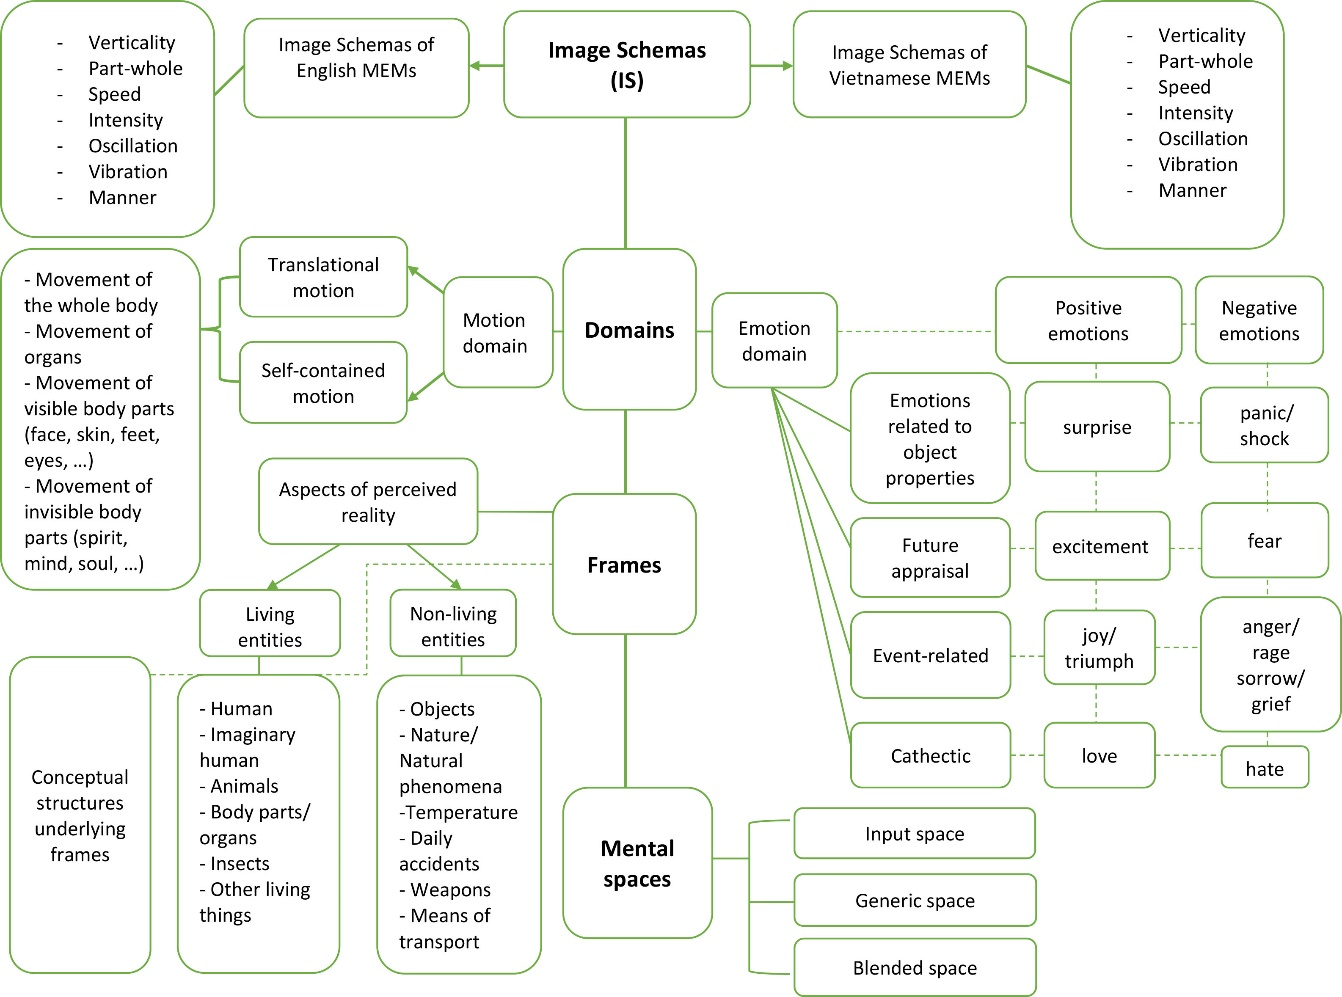 - Verticality
- Part-whole
- Speed
- Intensity
- Oscillation
- Vibration
- Manner
Image Schemas of
English MEMs
Image Schemas
(IS)
Image Schemas of
Vietnamese MEMs
- Verticality
- Part-whole
- Speed
- Intensity
- Oscillation
- Vibration
- Manner
- Movement of
the whole body
- Movement of
organs
- Movement of
visible body parts
(face, skin, feet,
eyes, ...)
- Movement of
invisible body
parts (spirit,
mind, soul, ...)
Translational
motion
Self-contained
motion
Motion
domain
Domains
Emotion
domain
Positive
emotions
Negative
emotions
Emotions
related to
object
properties
surprise
panic/
shock
Future
appraisal
excitement
fear
Event-related
joy/
triumph
anger/
rage
sorrow/
grief
Cathectic
love
hate
Aspects of perceived
reality
Frames
Living
entities
Non-living
entities
Conceptual
structures
underlying
frames
- Human
- Imaginary
human
- Animals
- Body parts/
organs
- Insects
- Other living
things
- Objects
- Nature/
Natural
phenomena
-Temperature
- Daily
accidents
- Weapons
- Means of
transport
Mental
spaces
Input space
Generic space
Blended space